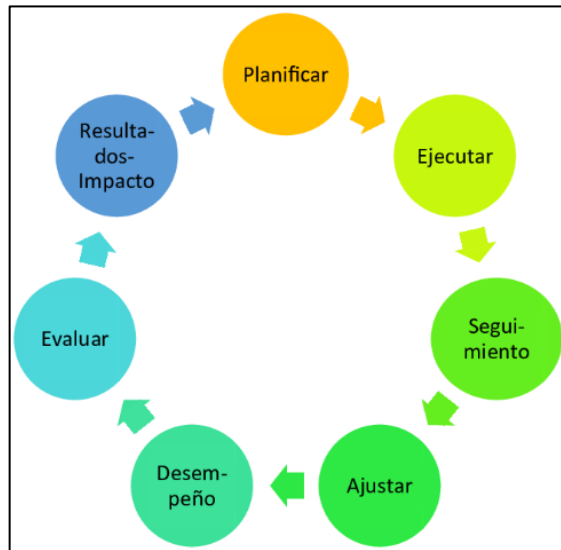 Planificar
Ejecutar
Segui-
miento
Ajustar
Desem-
peño
Evaluar
Resulta-
dos-
Impacto